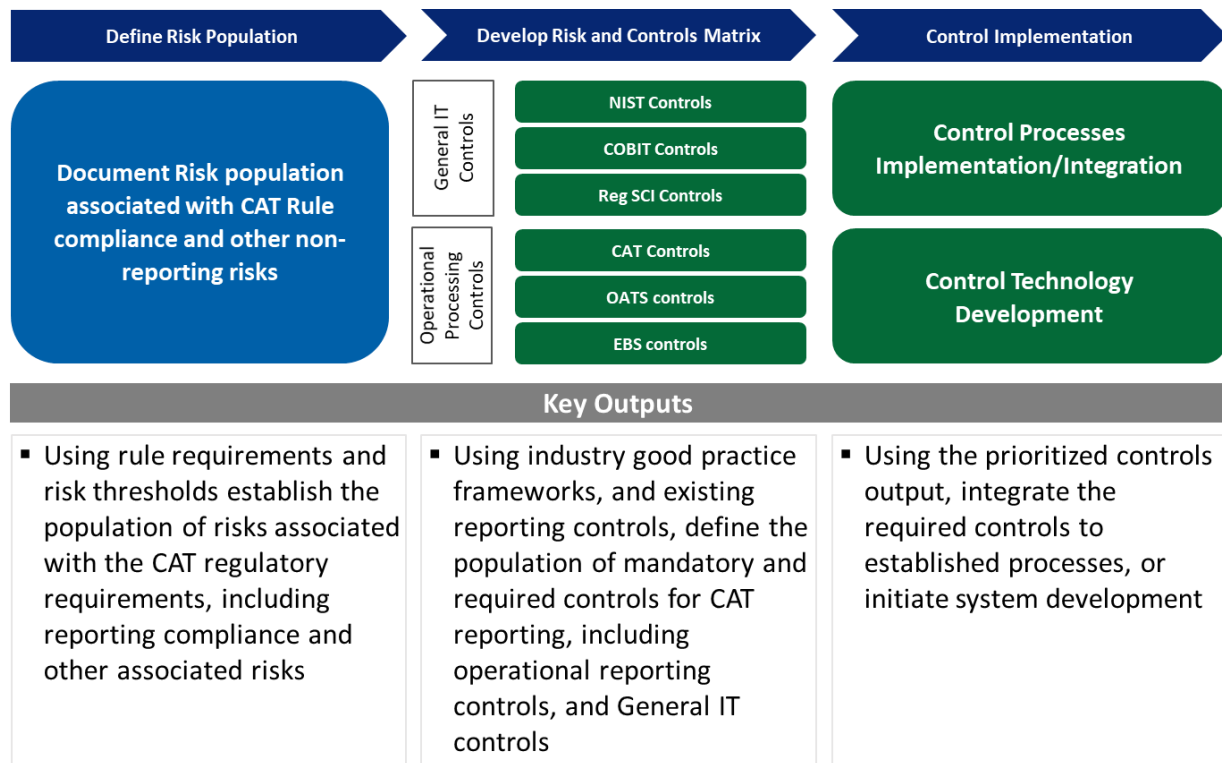 Define Risk Population
Develop Risk and Controls Matrix
Control Implementation
Document Risk population
associated with CAT Rule
compliance and other non-
reporting risks
General IT
Controls
NIST Controls
COBIT Controls
Reg SCI Controls
Operational
Processing
Controls
CAT Controls
OATS controls
EBS controls
Control Processes
Implementation/Integration
Control Technology
Development
Key Outputs
▪ Using rule requirements and
risk thresholds establish the
population of risks associated
with the CAT regulatory
requirements, including
reporting compliance and
other associated risks
▪ Using industry good practice
frameworks, and existing
reporting controls, define the
population of mandatory and
required controls for CAT
reporting, including
operational reporting
controls, and General IT
controls
▪ Using the prioritized controls
output, integrate the
required controls to
established processes, or
initiate system development